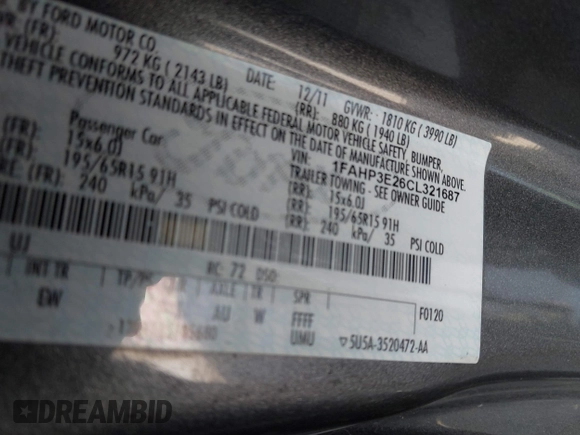 BY FORD MOTOR CO.
DATE: 12/11 GVWR: 1810 KG ( 3990 LB)
(FR): 972 KG ( 2143 LB) (RR): 880 KG ( 1940 LB)
VEHICLE CONFORMS TO ALL APPLICABLE FEDERAL MOTOR VEHICLE SAFETY, BUMPER,
THEFT PREVENTION STANDARDS IN EFFECT ON THE DATE OF MANUFACTURE SHOWN ABOVE.
VIN: 1FAHP3E26CL321687
Passenger Car TRAILER TOWING - SEE OWNER GUIDE
(FR): 15x6.0J (RR): 15x6.0J
195/65R15 91H (RR): 195/65R15 91H
(FR): 240 kPa/ 35 PSI COLD (RR): 240 kPa/ 35 PSI COLD
RC: 72 DSO:
INT TR AXLE TR SPR F0120
EW AU W FFFF
UMU 5U5A-3520472-AA
DREAMBID